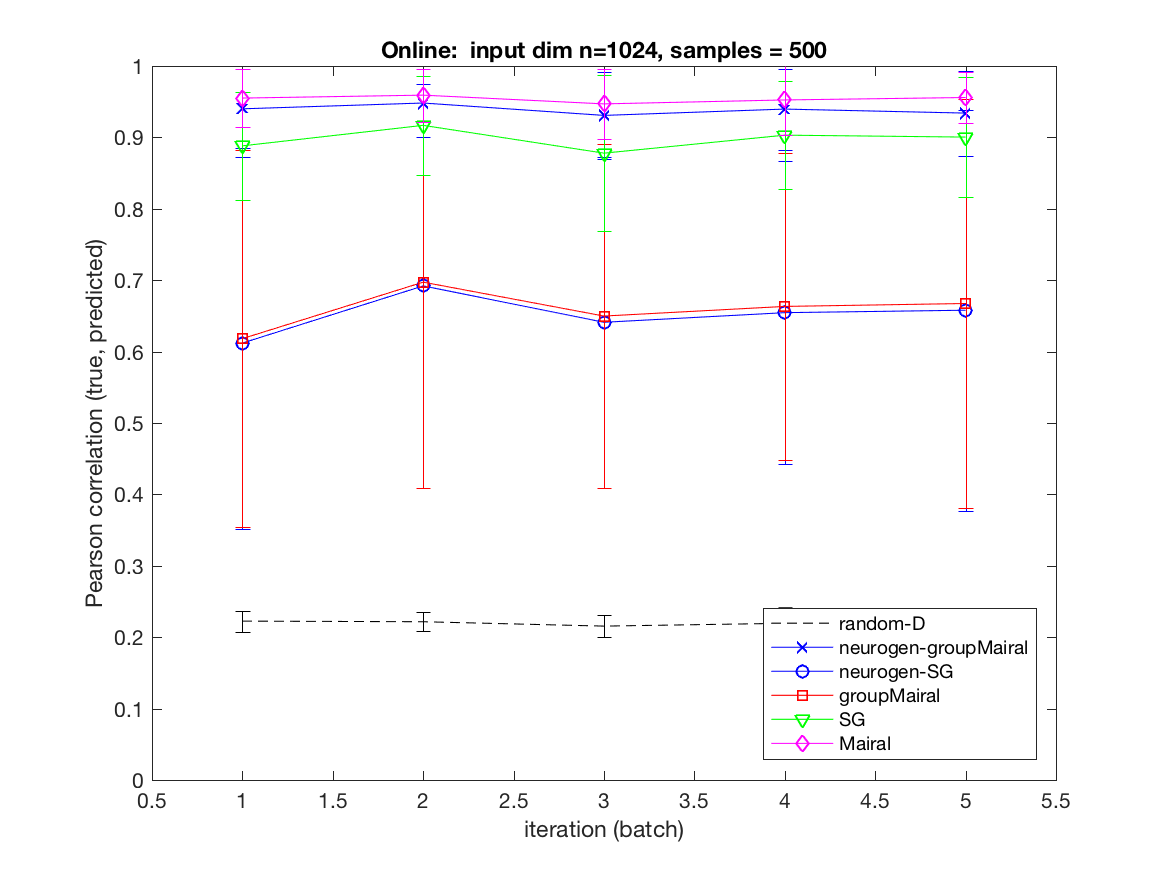 Online:  input dim n=1024, samples = 500
Pearson correlation (true, predicted)
1
0.9
0.8
0.7
0.6
0.5
0.4
0.3
0.2
0.1
0
0.5
1
1.5
2
2.5
3
3.5
4
4.5
5
5.5
iteration (batch)
random-D
neurogen-groupMairal
neurogen-SG
groupMairal
SG
Mairal